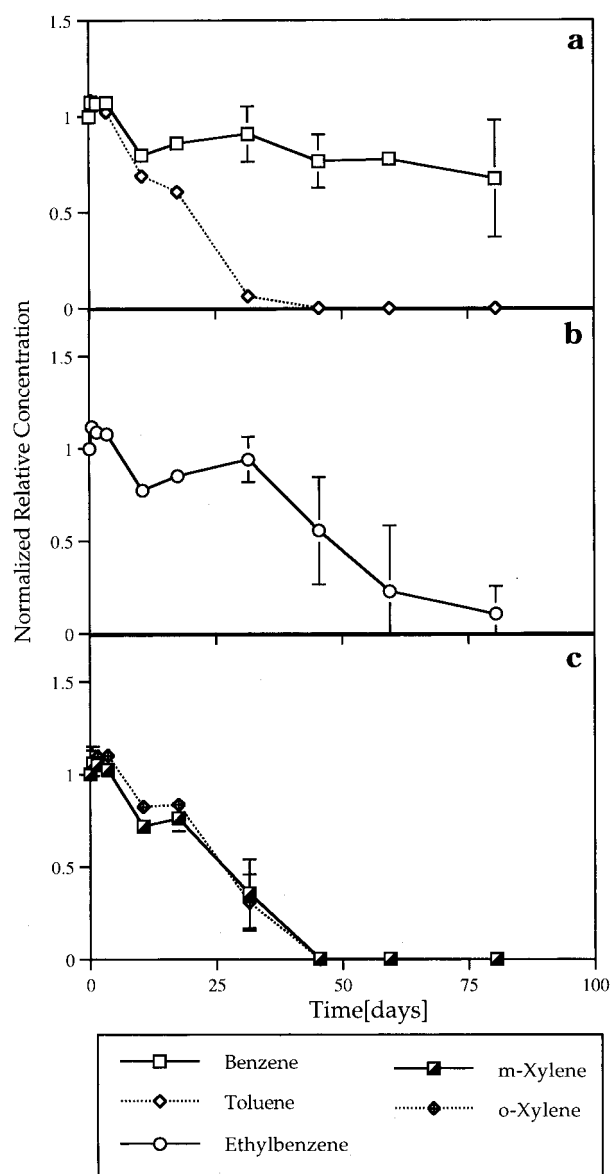 1.5
a
1
0.5
0
b
1.5
1
0.5
0
c
1.5
1
0.5
0
Normalized Relative Concentration
0 25 50 75 100
Time[days]
Benzene
Toluene
Ethylbenzene
m-Xylene
o-Xylene